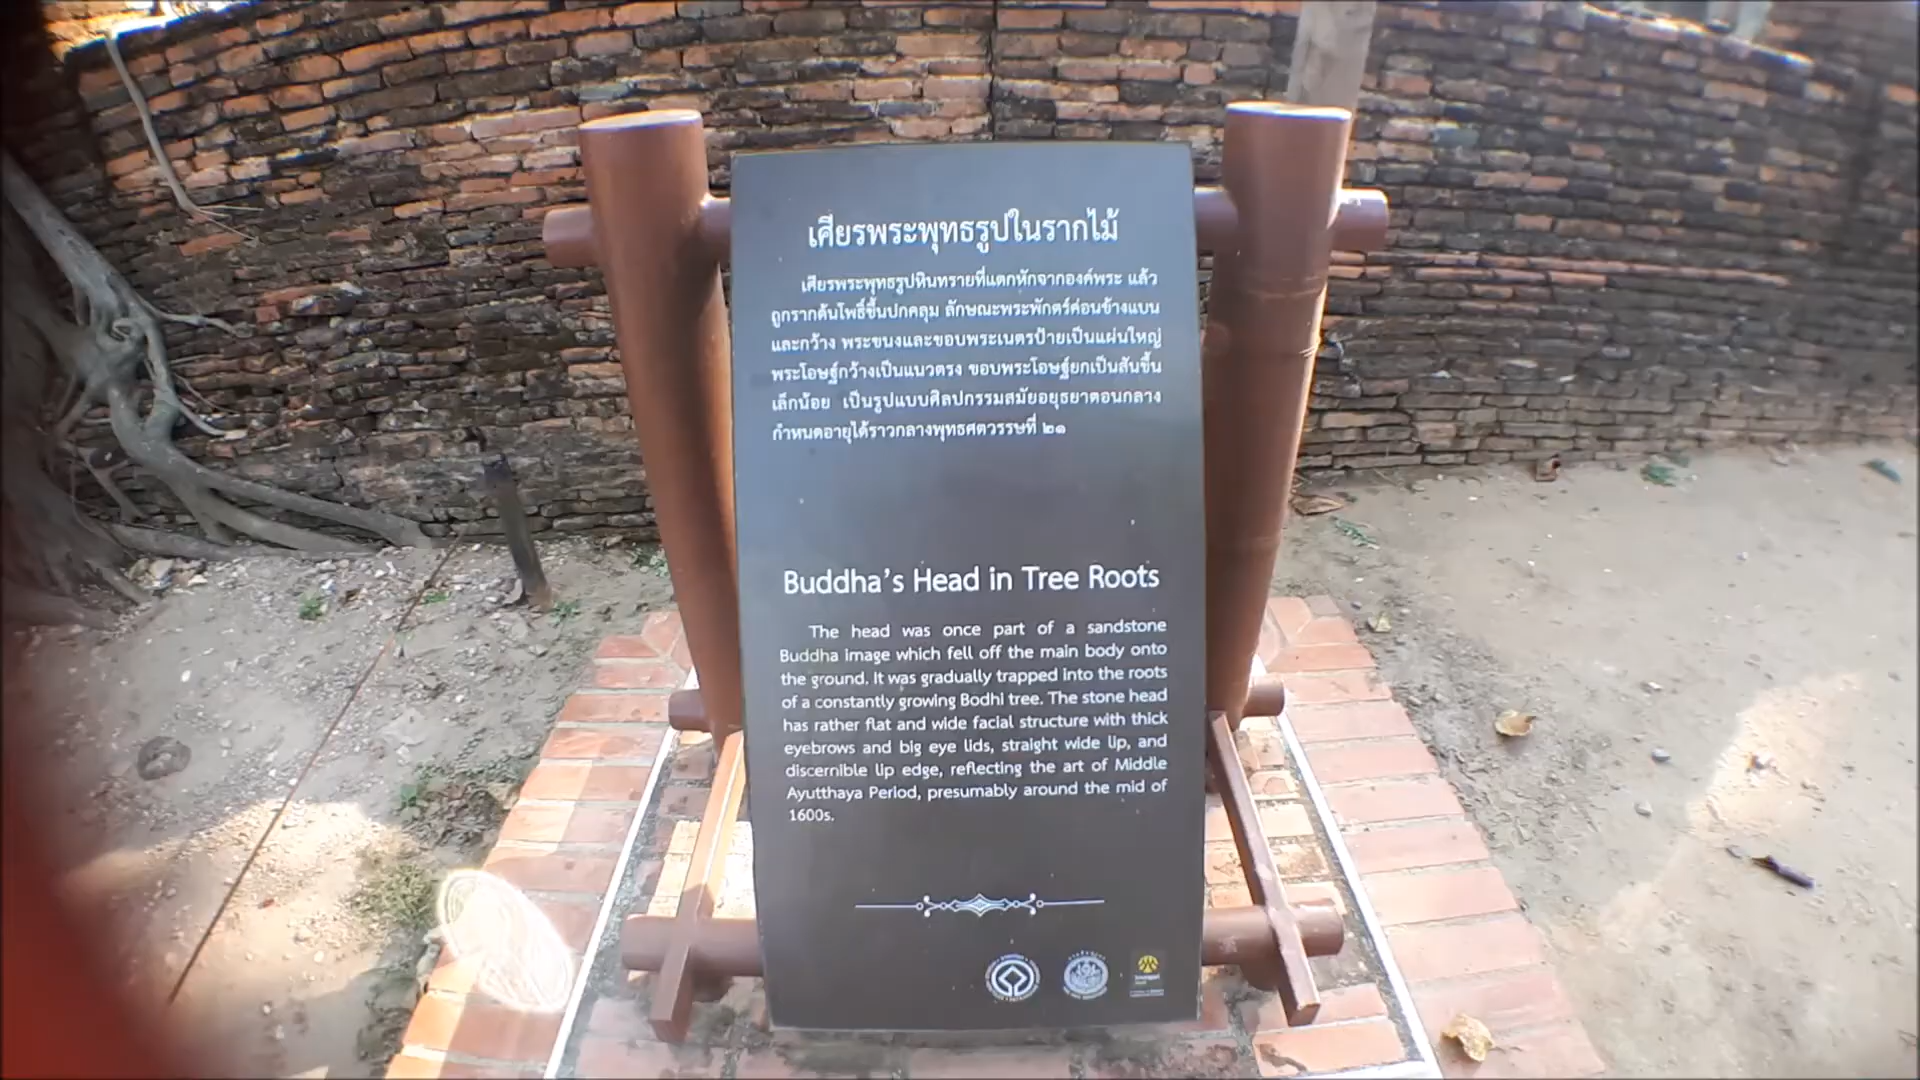 เศียรพระพุทธรูปในรากไม้
เศียรพระพุทธรูปหินทรายที่แตกหักจากองค์พระ แล้ว
ถูกรากต้นโพธิ์ขึ้นปกคลุม ลักษณะพระพักตร์ค่อนข้างแบน
และกว้าง พระขนงและขอบพระเนตรป้ายเป็นแผ่นใหญ่
พระโอษฐ์กว้างเป็นแนวตรง ขอบพระโอษฐ์ยกเป็นสันขึ้น
เล็กน้อย เป็นรูปแบบศิลปกรรมสมัยอยุธยาตอนกลาง
กำหนดอายุได้ราวกลางพุทธศตวรรษที่ ๒๑
Buddha's Head in Tree Roots
The head was once part of a sandstone
Buddha image which fell off the main body onto
the ground. It was gradually trapped into the roots
of a constantly growing Bodhi tree. The stone head
has rather flat and wide facial structure with thick
eyebrows and big eye lids, straight wide lip, and
discernible lip edge, reflecting the art of Middle
Ayutthaya Period, presumably around the mid of
1600s.